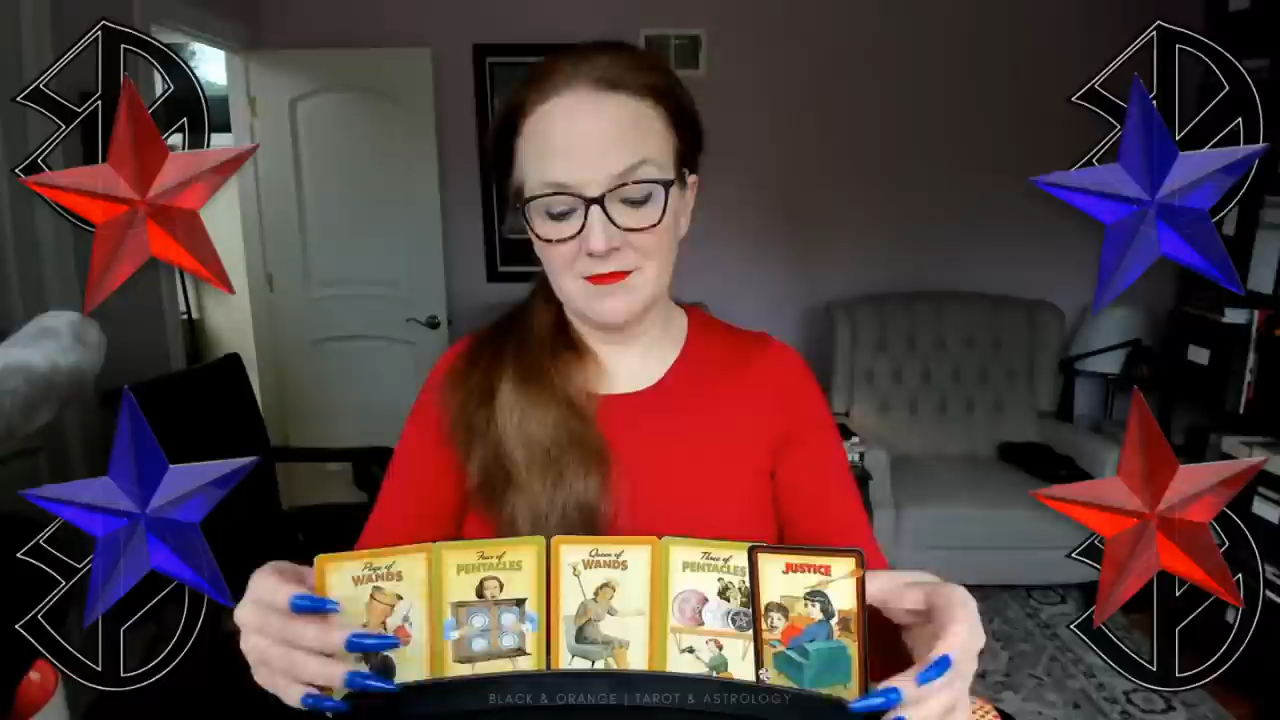 Page of
WANDS
Four of
PENTACLES
Queen of
WANDS
Three of
PENTACLES
JUSTICE
BLACK & ORANGE | TAROT & ASTROLOGY